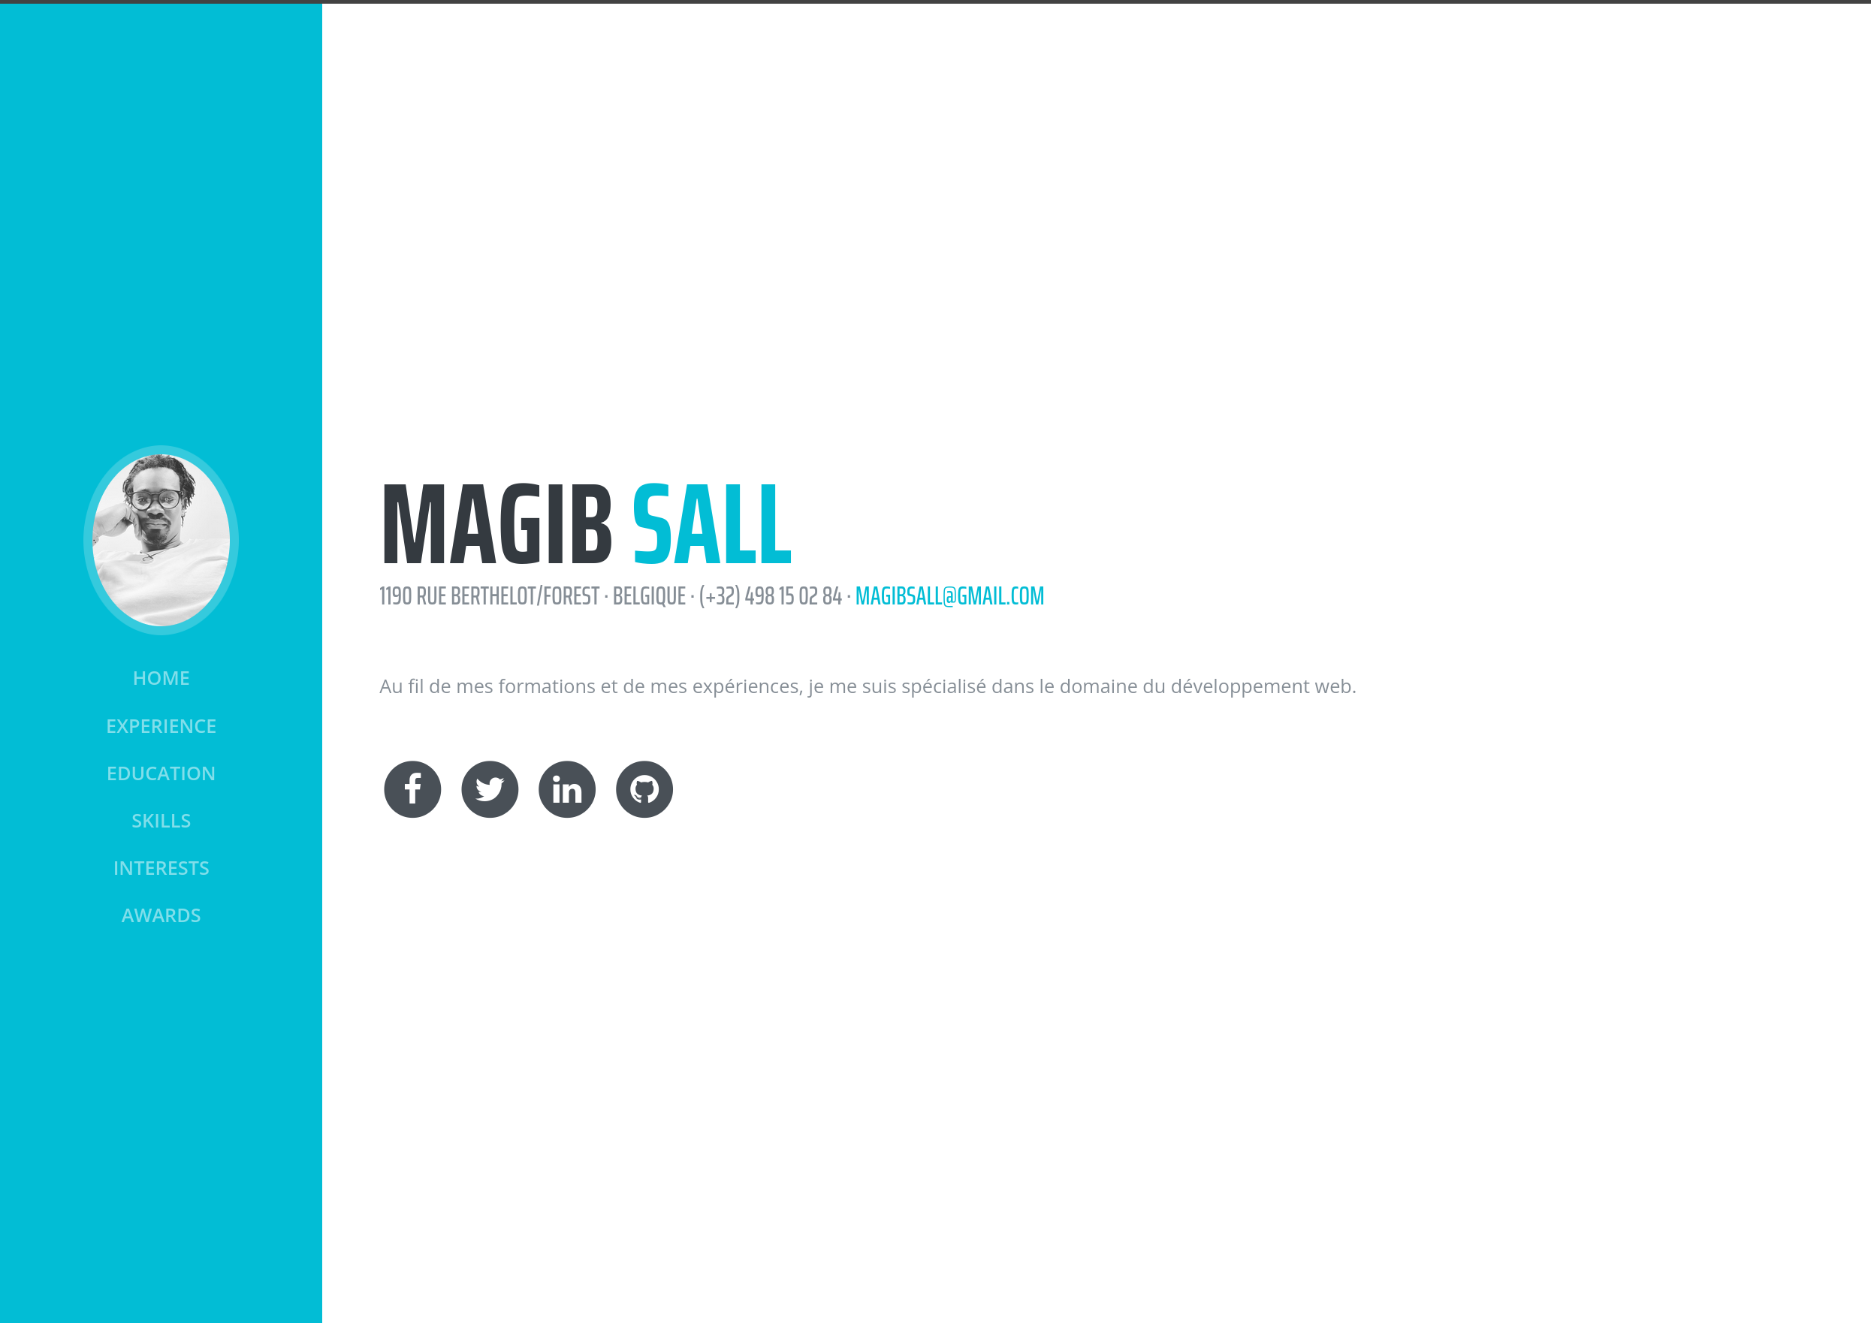 HOME
EXPERIENCE
EDUCATION
SKILLS
INTERESTS
AWARDS
MAGIB SALL
1190 RUE BERTHELOT/FOREST · BELGIQUE · (+32) 498 15 02 84 · MAGIBSALL@GMAIL.COM
Au fil de mes formations et de mes expériences, je me suis spécialisé dans le domaine du développement web.